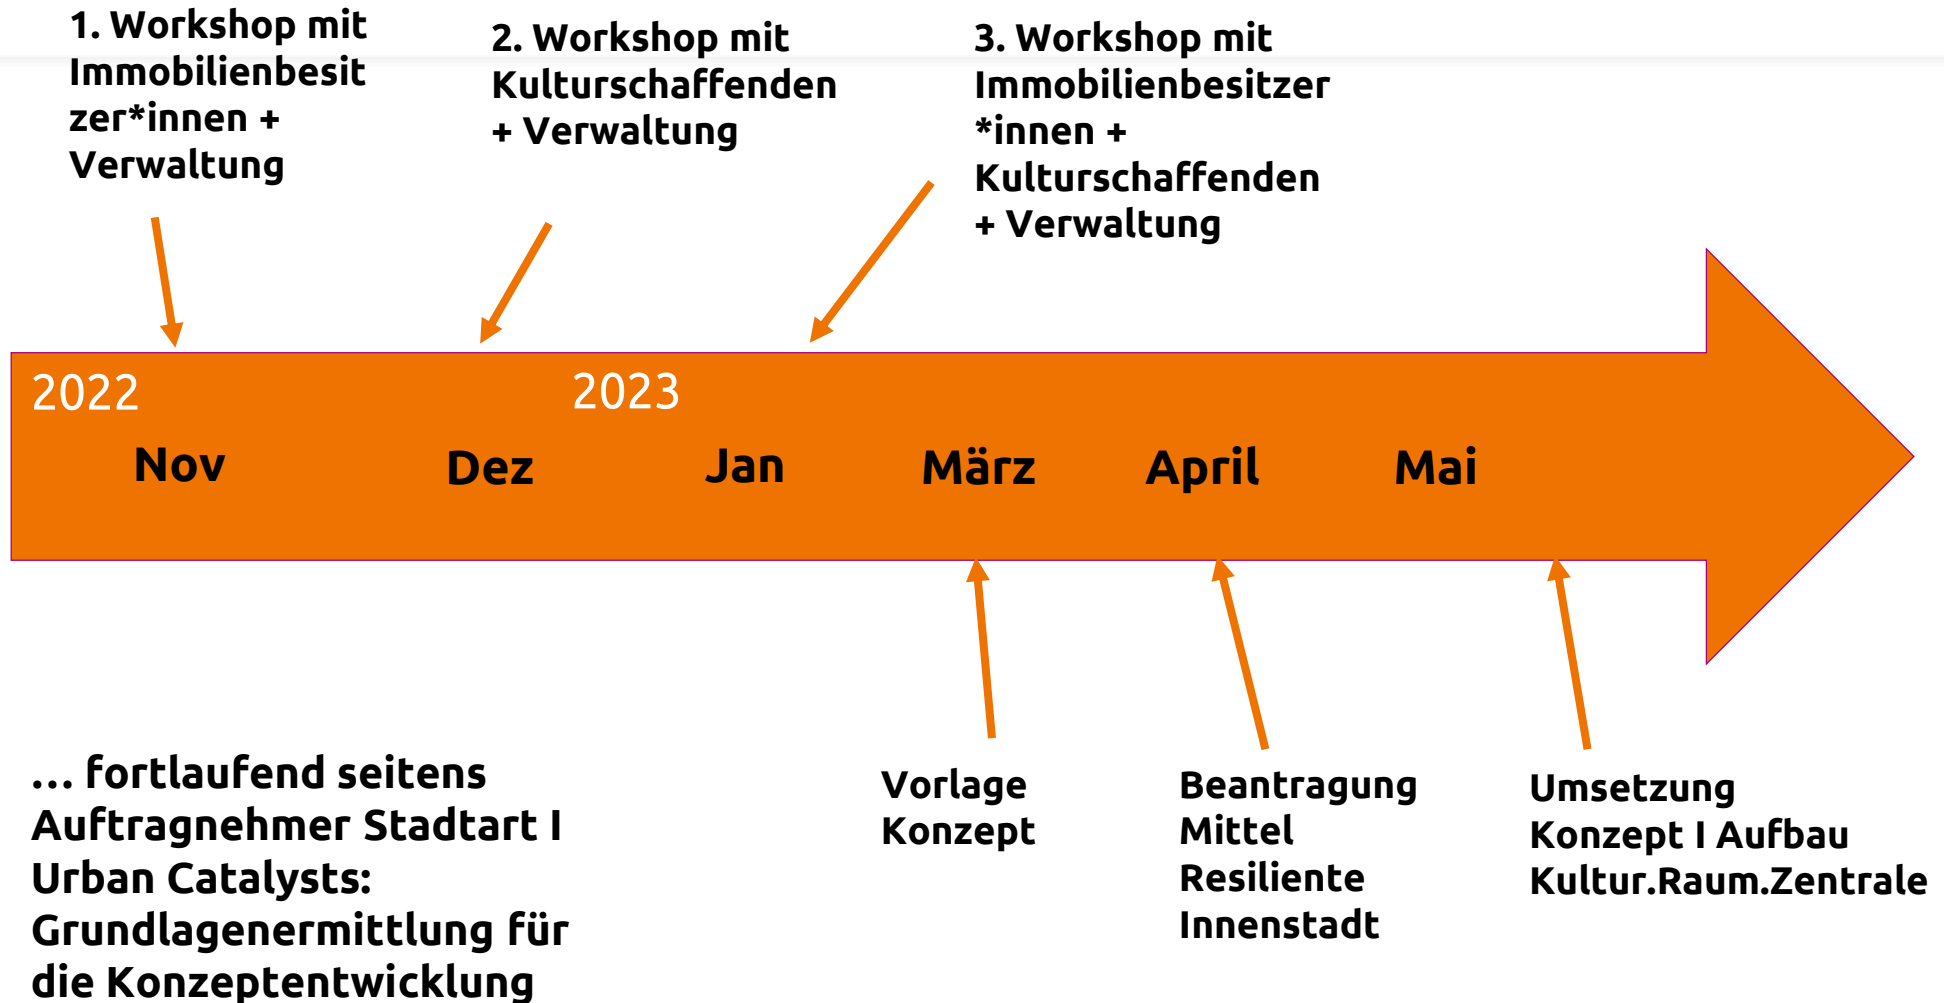 1. Workshop mit
Immobilienbesit
zer*innen +
Verwaltung
2. Workshop mit
Kulturschaffenden
+ Verwaltung
3. Workshop mit
Immobilienbesitzer
*innen +
Kulturschaffenden
+ Verwaltung
2022
2023
Nov
Dez
Jan
März
April
Mai
… fortlaufend seitens
Auftragnehmer Stadtart I
Urban Catalysts:
Grundlagenermittlung für
die Konzeptentwicklung
Vorlage
Konzept
Beantragung
Mittel
Resiliente
Innenstadt
Umsetzung
Konzept I Aufbau
Kultur.Raum.Zentrale